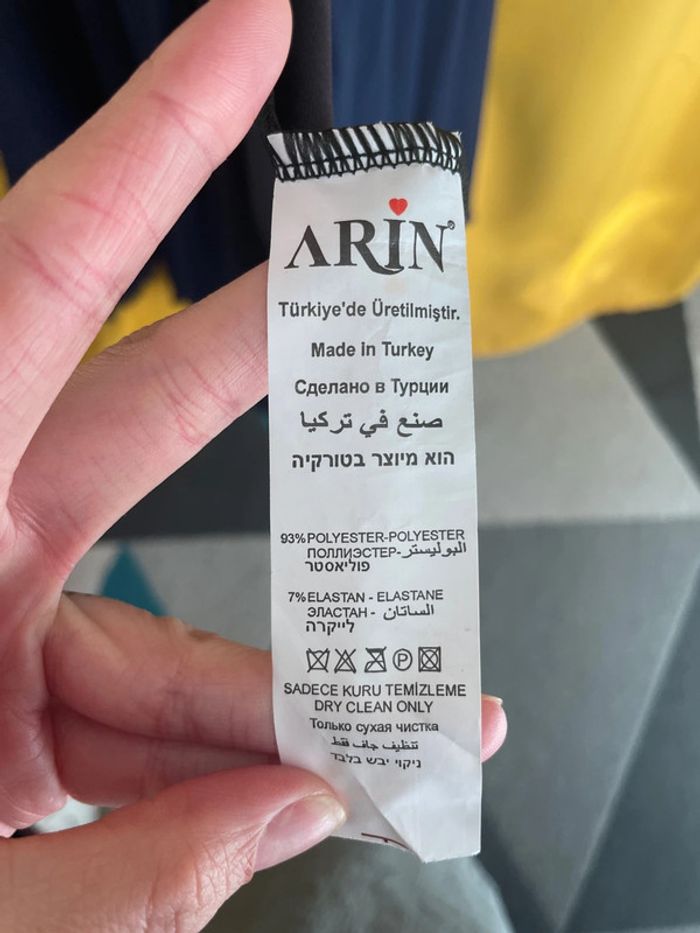 ARİN®
Türkiye'de Üretilmiştir.
Made in Turkey
Сделано в Турции
صنع في تركيا
הוא מיוצר בטורקיה
93%POLYESTER-POLYESTER
ПОЛЛИЭСТЕР-البوليستر
פוליאסטר
7%ELASTAN - ELASTANE
ЭЛАСТАН - الساتان
לייקרה
SADECE KURU TEMİZLEME
DRY CLEAN ONLY
Только сухая чистка
تنظيف جاف فقط
ניקוי יבש בלבד